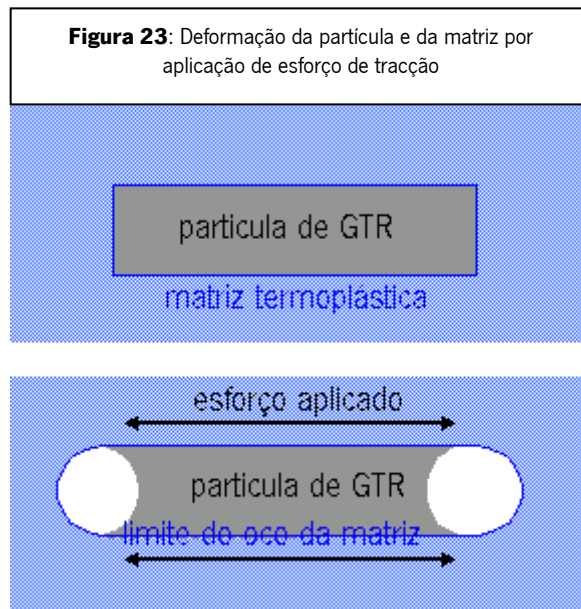 Figura 23: Deformação da partícula e da matriz por
aplicação de esforço de tracção
particula de GTR
matriz termoplástica
esforço aplicado
particula de GTR
limite do oco da matriz